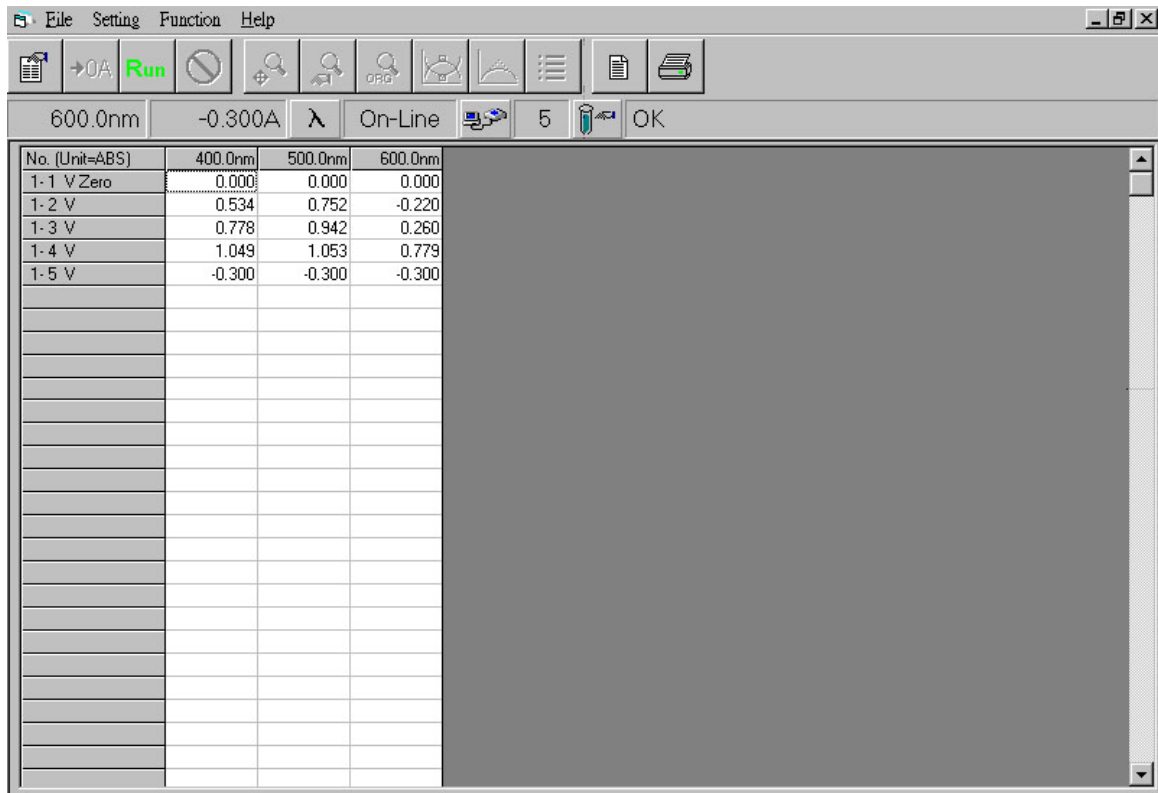 Eile Setting Function Help
→0A Run ORG
600.0nm -0.300A λ On-Line 5 OK
No. (Unit=ABS) 400.0nm 500.0nm 600.0nm
1- 1 V Zero 0.000 0.000 0.000
1- 2 V 0.534 0.752 -0.220
1- 3 V 0.778 0.942 0.260
1- 4 V 1.049 1.053 0.779
1- 5 V -0.300 -0.300 -0.300